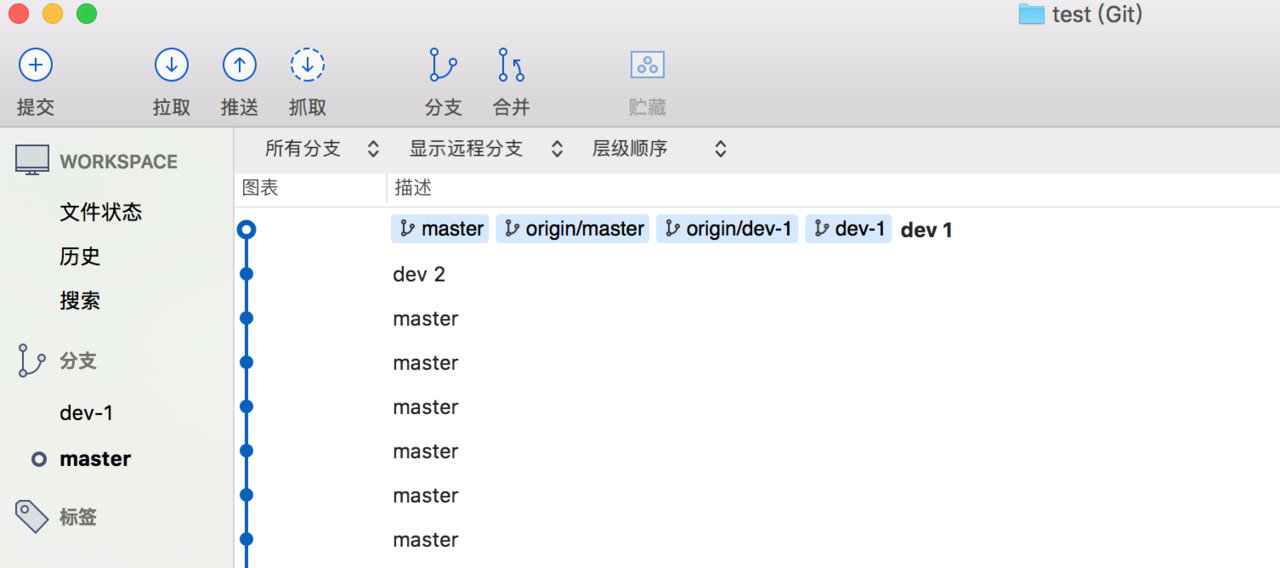 test (Git)
提交 拉取 推送 抓取 分支 合并 贮藏
WORKSPACE
文件状态
历史
搜索
分支
dev-1
master
标签
所有分支 显示远程分支 层级顺序
图表 描述
master origin/master origin/dev-1 dev-1 dev 1
dev 2
master
master
master
master
master
master